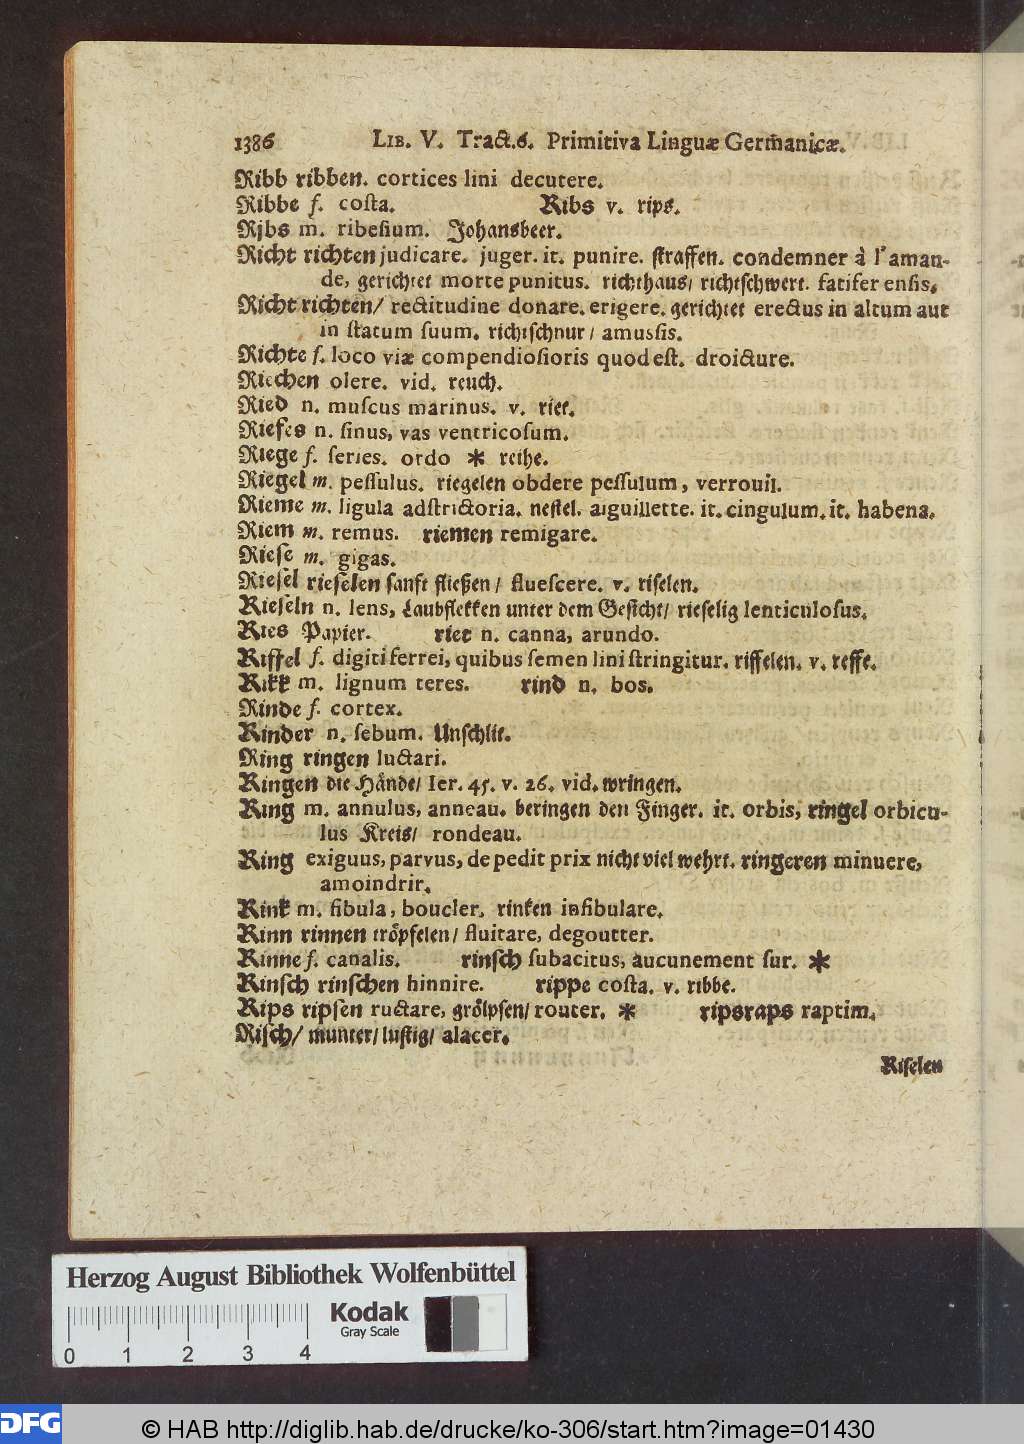 1386 LIB. V. Tract.6. Primitiva Linguæ Germanicæ.
Ribb ribben. cortices lini decutere.
Ribbe f. costa. Ribs v. rips.
Rjbs m. ribesium. Johansbeer.
Richt richten judicare. juger. it. punire. straffen. condemner à l'aman-
de, gerichtet morte punitus. richthaus/ richtschwert. fatifer ensis.
Richt richten/ rectitudine donare. erigere. gerichtet erectus in altum aut
in statum suum. richtschnur/ amussis.
Richte f. loco viæ compendiosioris quod est. droicture.
Riechen olere. vid. reuch.
Ried n. muscus marinus. v. riet.
Riefes n. sinus, vas ventricosum.
Riege f. series. ordo * reihe.
Riegel m. pessulus. riegelen obdere pessulum, verrouil.
Rieme m. ligula adstrictoria. nestel. aiguillette. it. cingulum. it. habena.
Riem m. remus. riemen remigare.
Riese m. gigas.
Riesel rieselen sanft fließen/ fluescere. v. riselen.
Rieseln n. lens, Laubflekken unter dem Gesicht/ rieselig lenticulosus.
Ries Papier. riet n. canna, arundo.
Riffel f. digiti ferrei, quibus semen lini stringitur. riffelen. v. reffe.
Rikk m. lignum teres. rind n. bos.
Rinde f. cortex.
Rinder n. sebum. Unschlit.
Ring ringen luctari.
Ringen die Hände/ Ier. 45. v. 26. vid. wringen.
Ring m. annulus, anneau. beringen den Finger. it. orbis, ringel orbicu-
lus Kreis/ rondeau.
Ring exiguus, parvus, de pedit prix nicht viel wehrt. ringeren minuere,
amoindrir.
Rink m. fibula, boucler. rinken infibulare.
Rinn rinnen tröpfelen/ fluitare, degoutter.
Rinne f. canalis. rinsch subacitus, aucunement sur. *
Rinsch rinschen hinnire. rippe costa. v. ribbe.
Rips ripsen ructare, grölpsen/ router. * ripsraps raptim.
Risch/ munter/ lustig/ alacer.
Riselen
Herzog August Bibliothek Wolfenbüttel
Kodak
Gray Scale
0 1 2 3 4
DFG © HAB http://diglib.hab.de/drucke/ko-306/start.htm?image=01430